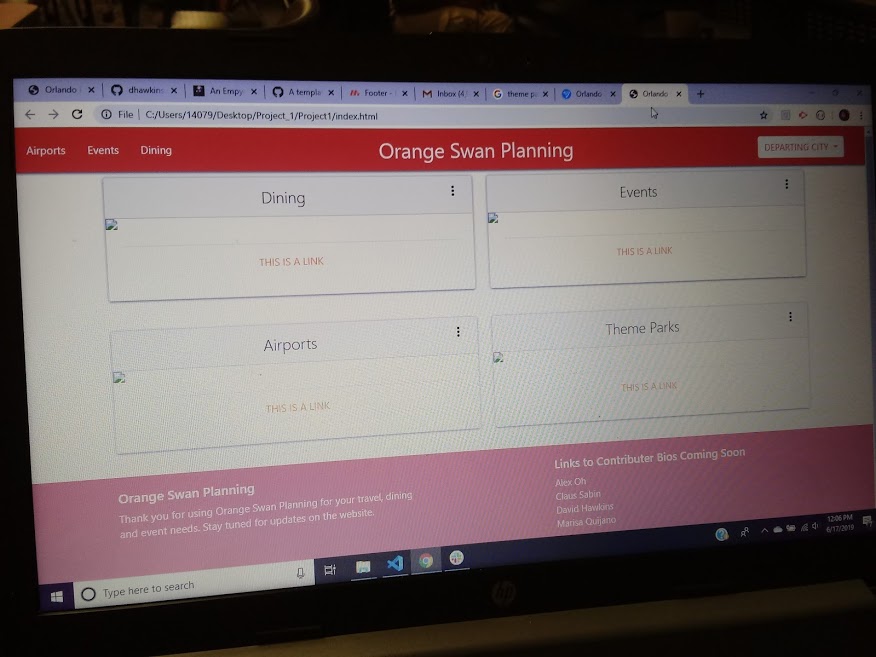 Orlando
dhawkins
An Empy
A templa
Footer -
Inbox (4)
theme p
Orlando
Orlando
File | C:/Users/14079/Desktop/Project_1/Project1/index.html
Airports Events Dining
Orange Swan Planning
DEPARTING CITY
Dining
THIS IS A LINK
Events
THIS IS A LINK
Airports
THIS IS A LINK
Theme Parks
THIS IS A LINK
Orange Swan Planning
Thank you for using Orange Swan Planning for your travel, dining
and event needs. Stay tuned for updates on the website.
Links to Contributer Bios Coming Soon
Alex Oh
Claus Sabin
David Hawkins
Marisa Quijano
Type here to search
12:06 PM
6/17/2019
hp